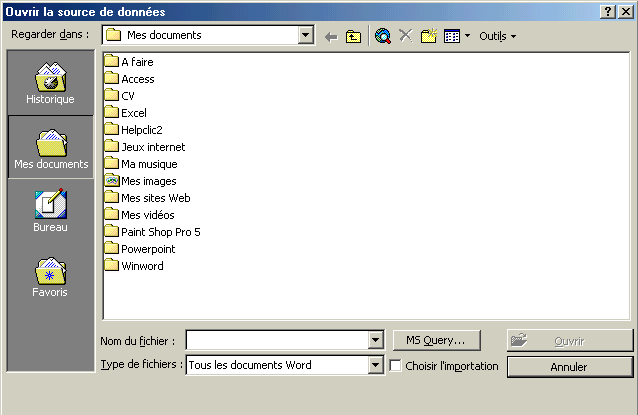 Ouvrir la source de données
Regarder dans :
Mes documents
Outils
Historique
Mes documents
Bureau
Favoris
A faire
Access
CV
Excel
Helpclic2
Jeux internet
Ma musique
Mes images
Mes sites Web
Mes vidéos
Paint Shop Pro 5
Powerpoint
Winword
Nom du fichier :
MS Query...
Ouvrir
Type de fichiers :
Tous les documents Word
Choisir l'importation
Annuler